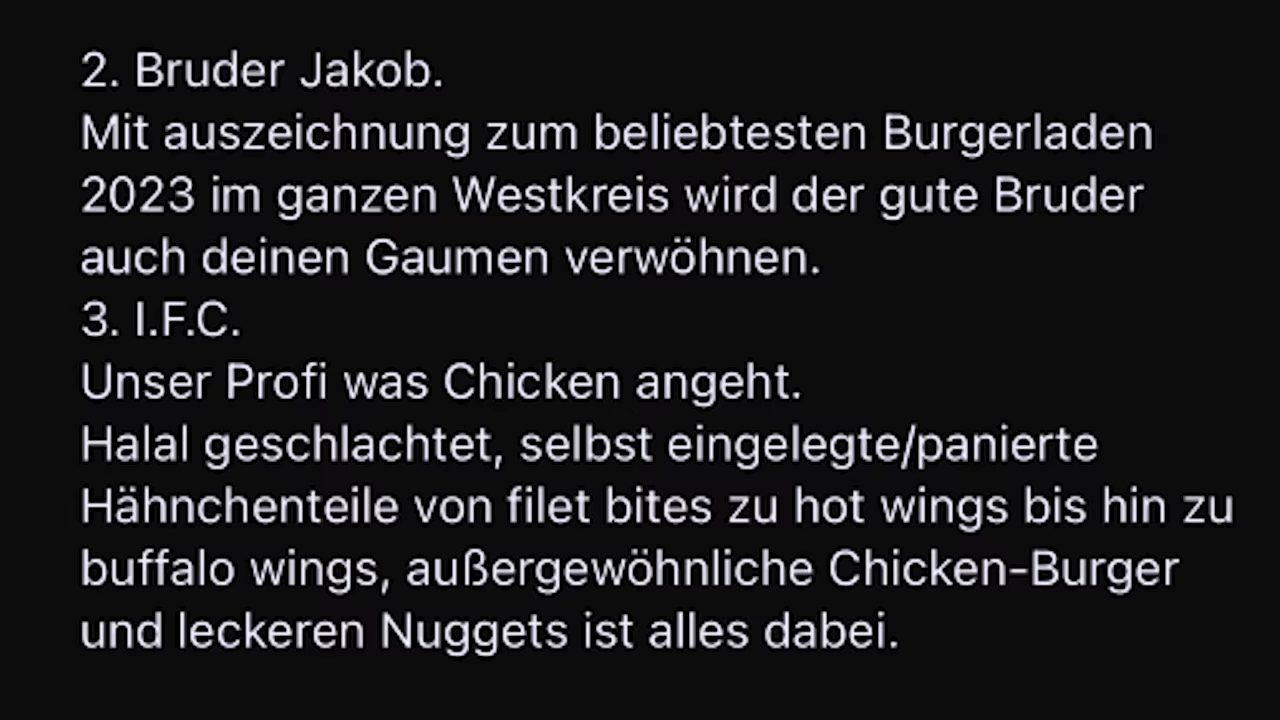 2. Bruder Jakob.
Mit auszeichnung zum beliebtesten Burgerladen
2023 im ganzen Westkreis wird der gute Bruder
auch deinen Gaumen verwöhnen.
3. I.F.C.
Unser Profi was Chicken angeht.
Halal geschlachtet, selbst eingelegte/panierte
Hähnchenteile von filet bites zu hot wings bis hin zu
buffalo wings, außergewöhnliche Chicken-Burger
und leckeren Nuggets ist alles dabei.